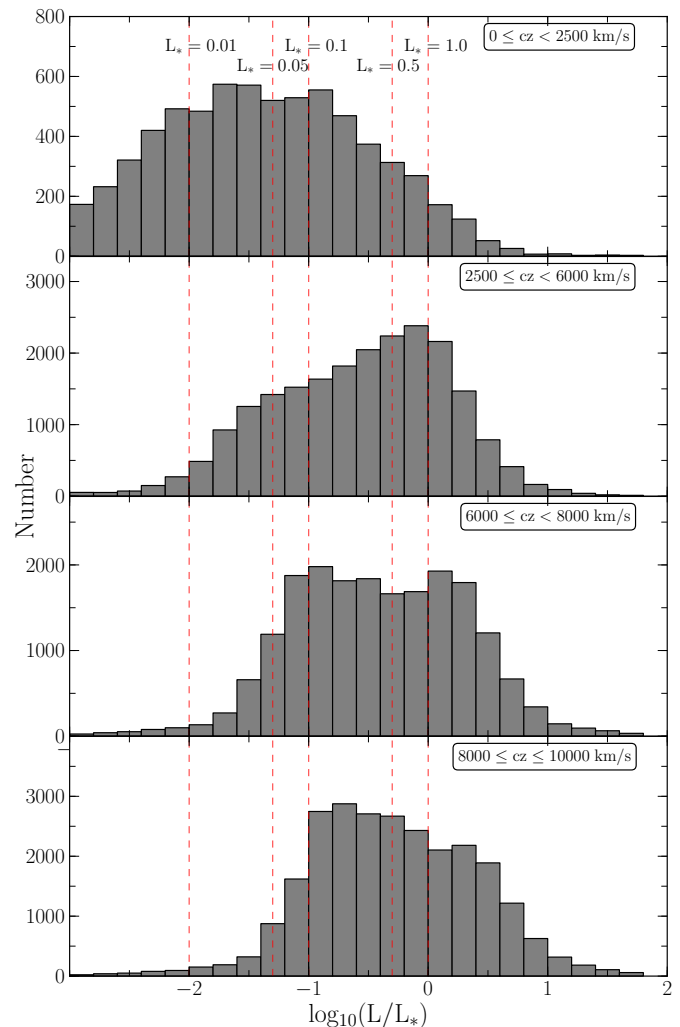 800
L* = 0.01
L* = 0.1
L* = 1.0
0 ≤ cz < 2500 km/s
L* = 0.05
L* = 0.5
600
400
200
0
2500 ≤ cz < 6000 km/s
3000
2000
1000
0
Number
6000 ≤ cz < 8000 km/s
2000
1000
0
8000 ≤ cz ≤ 10000 km/s
3000
2000
1000
0
−2 −1 0 1 2
log₁₀(L/L*)